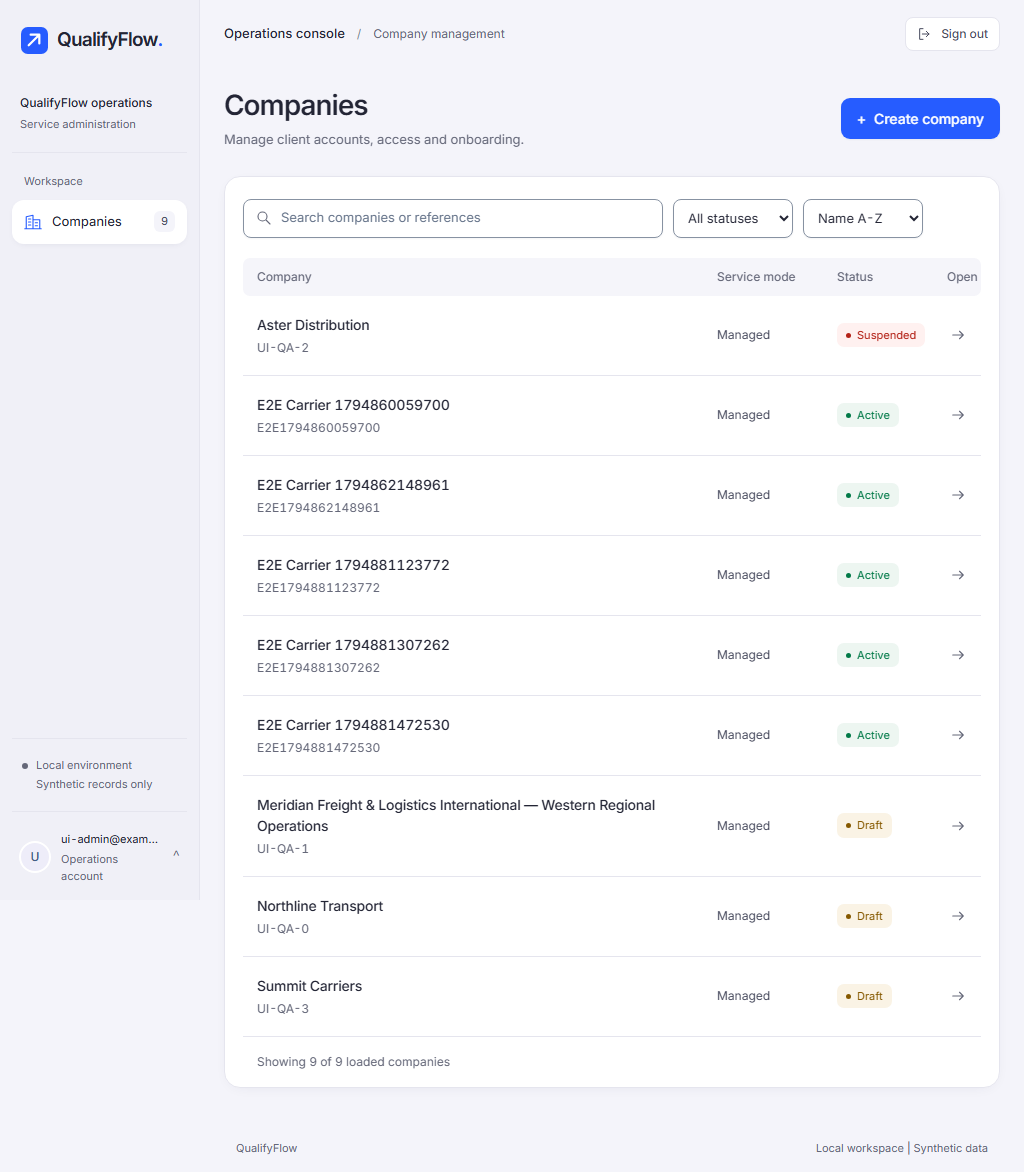 QualifyFlow.
QualifyFlow operations
Service administration
Workspace
Companies 9
Local environment
Synthetic records only
U
ui-admin@exam...
Operations
account
^
Operations console / Company management
Sign out
Companies
Manage client accounts, access and onboarding.
+ Create company
Search companies or references
All statuses
Name A-Z
Company Service mode Status Open
Aster Distribution
UI-QA-2
Managed
Suspended
→
E2E Carrier 1794860059700
E2E1794860059700
Managed
Active
→
E2E Carrier 1794862148961
E2E1794862148961
Managed
Active
→
E2E Carrier 1794881123772
E2E1794881123772
Managed
Active
→
E2E Carrier 1794881307262
E2E1794881307262
Managed
Active
→
E2E Carrier 1794881472530
E2E1794881472530
Managed
Active
→
Meridian Freight & Logistics International — Western Regional
Operations
UI-QA-1
Managed
Draft
→
Northline Transport
UI-QA-0
Managed
Draft
→
Summit Carriers
UI-QA-3
Managed
Draft
→
Showing 9 of 9 loaded companies
QualifyFlow
Local workspace | Synthetic data